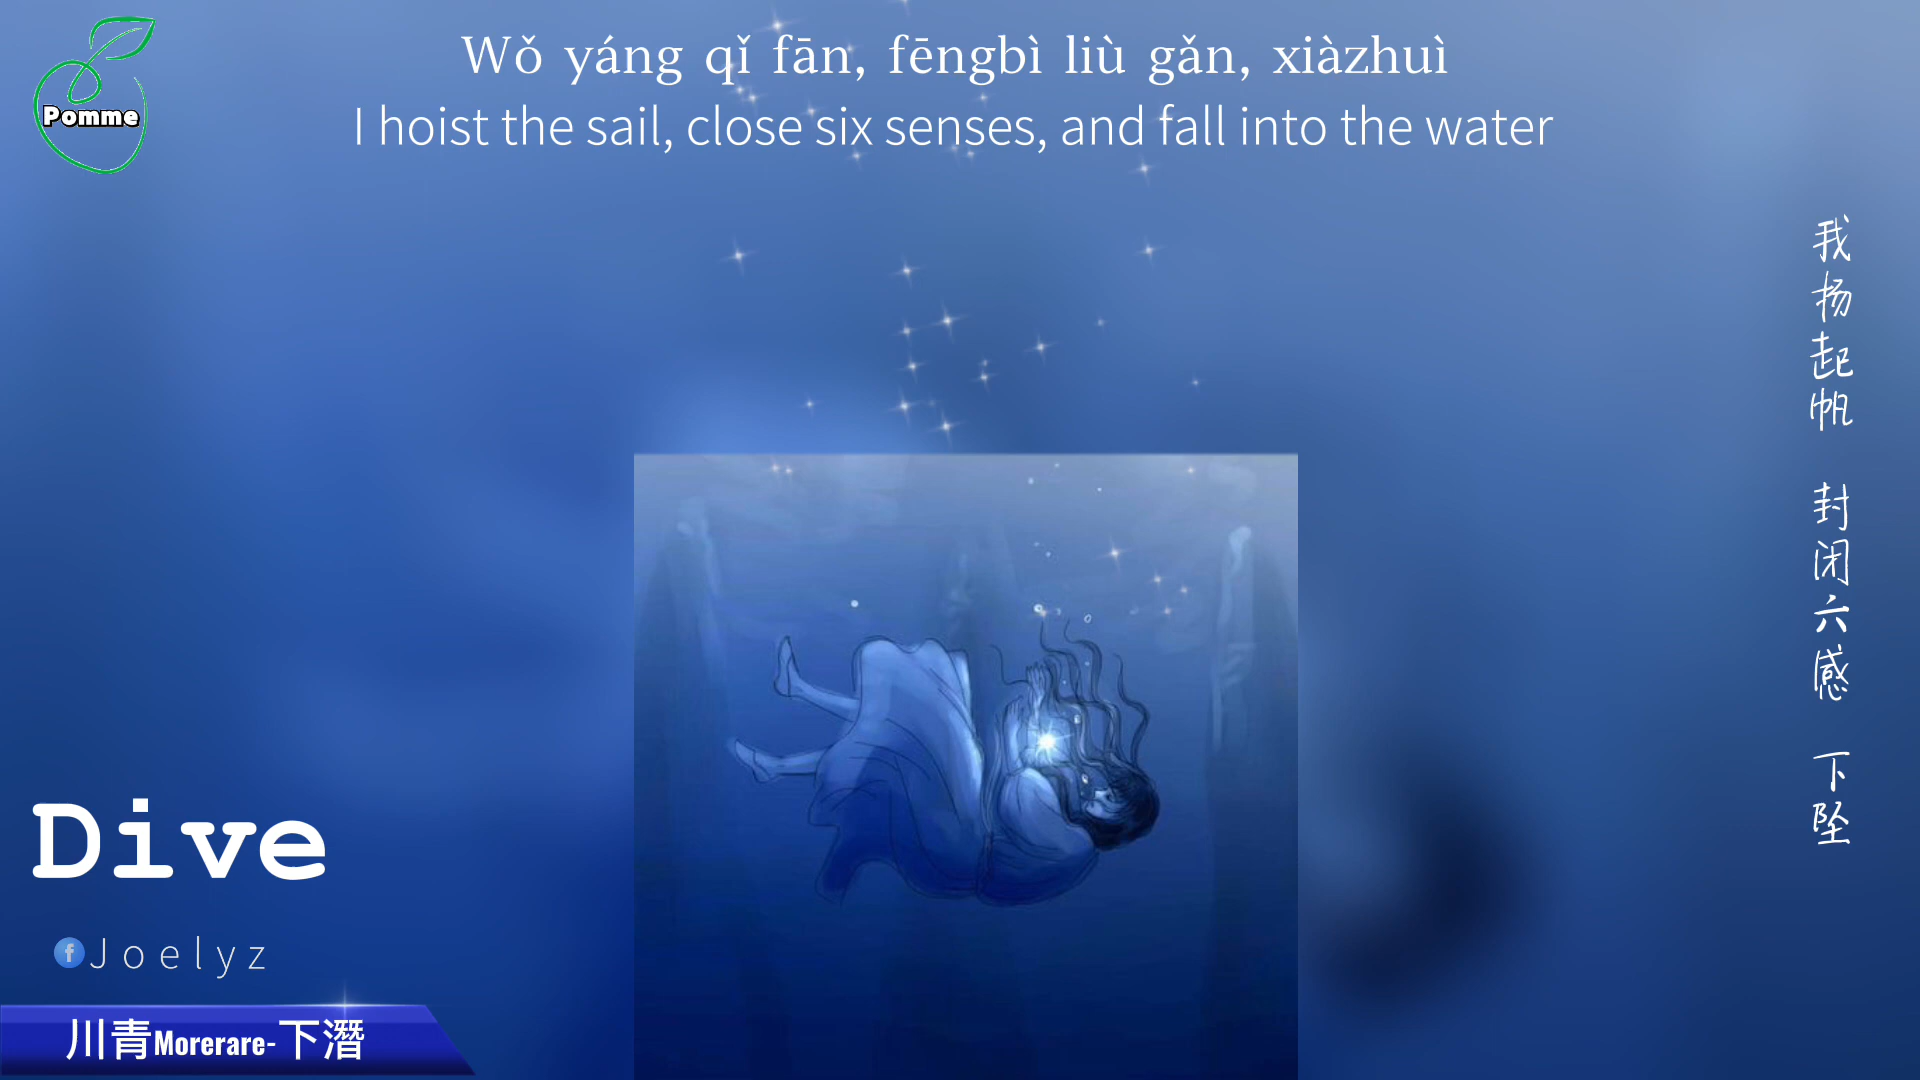 Pomme
Wǒ yáng qǐ fān, fēngbì liù gǎn, xiàzhuì
I hoist the sail, close six senses, and fall into the water
我扬起帆 封闭六感 下坠
Dive
f Joelyz
川青Morerare-下潛